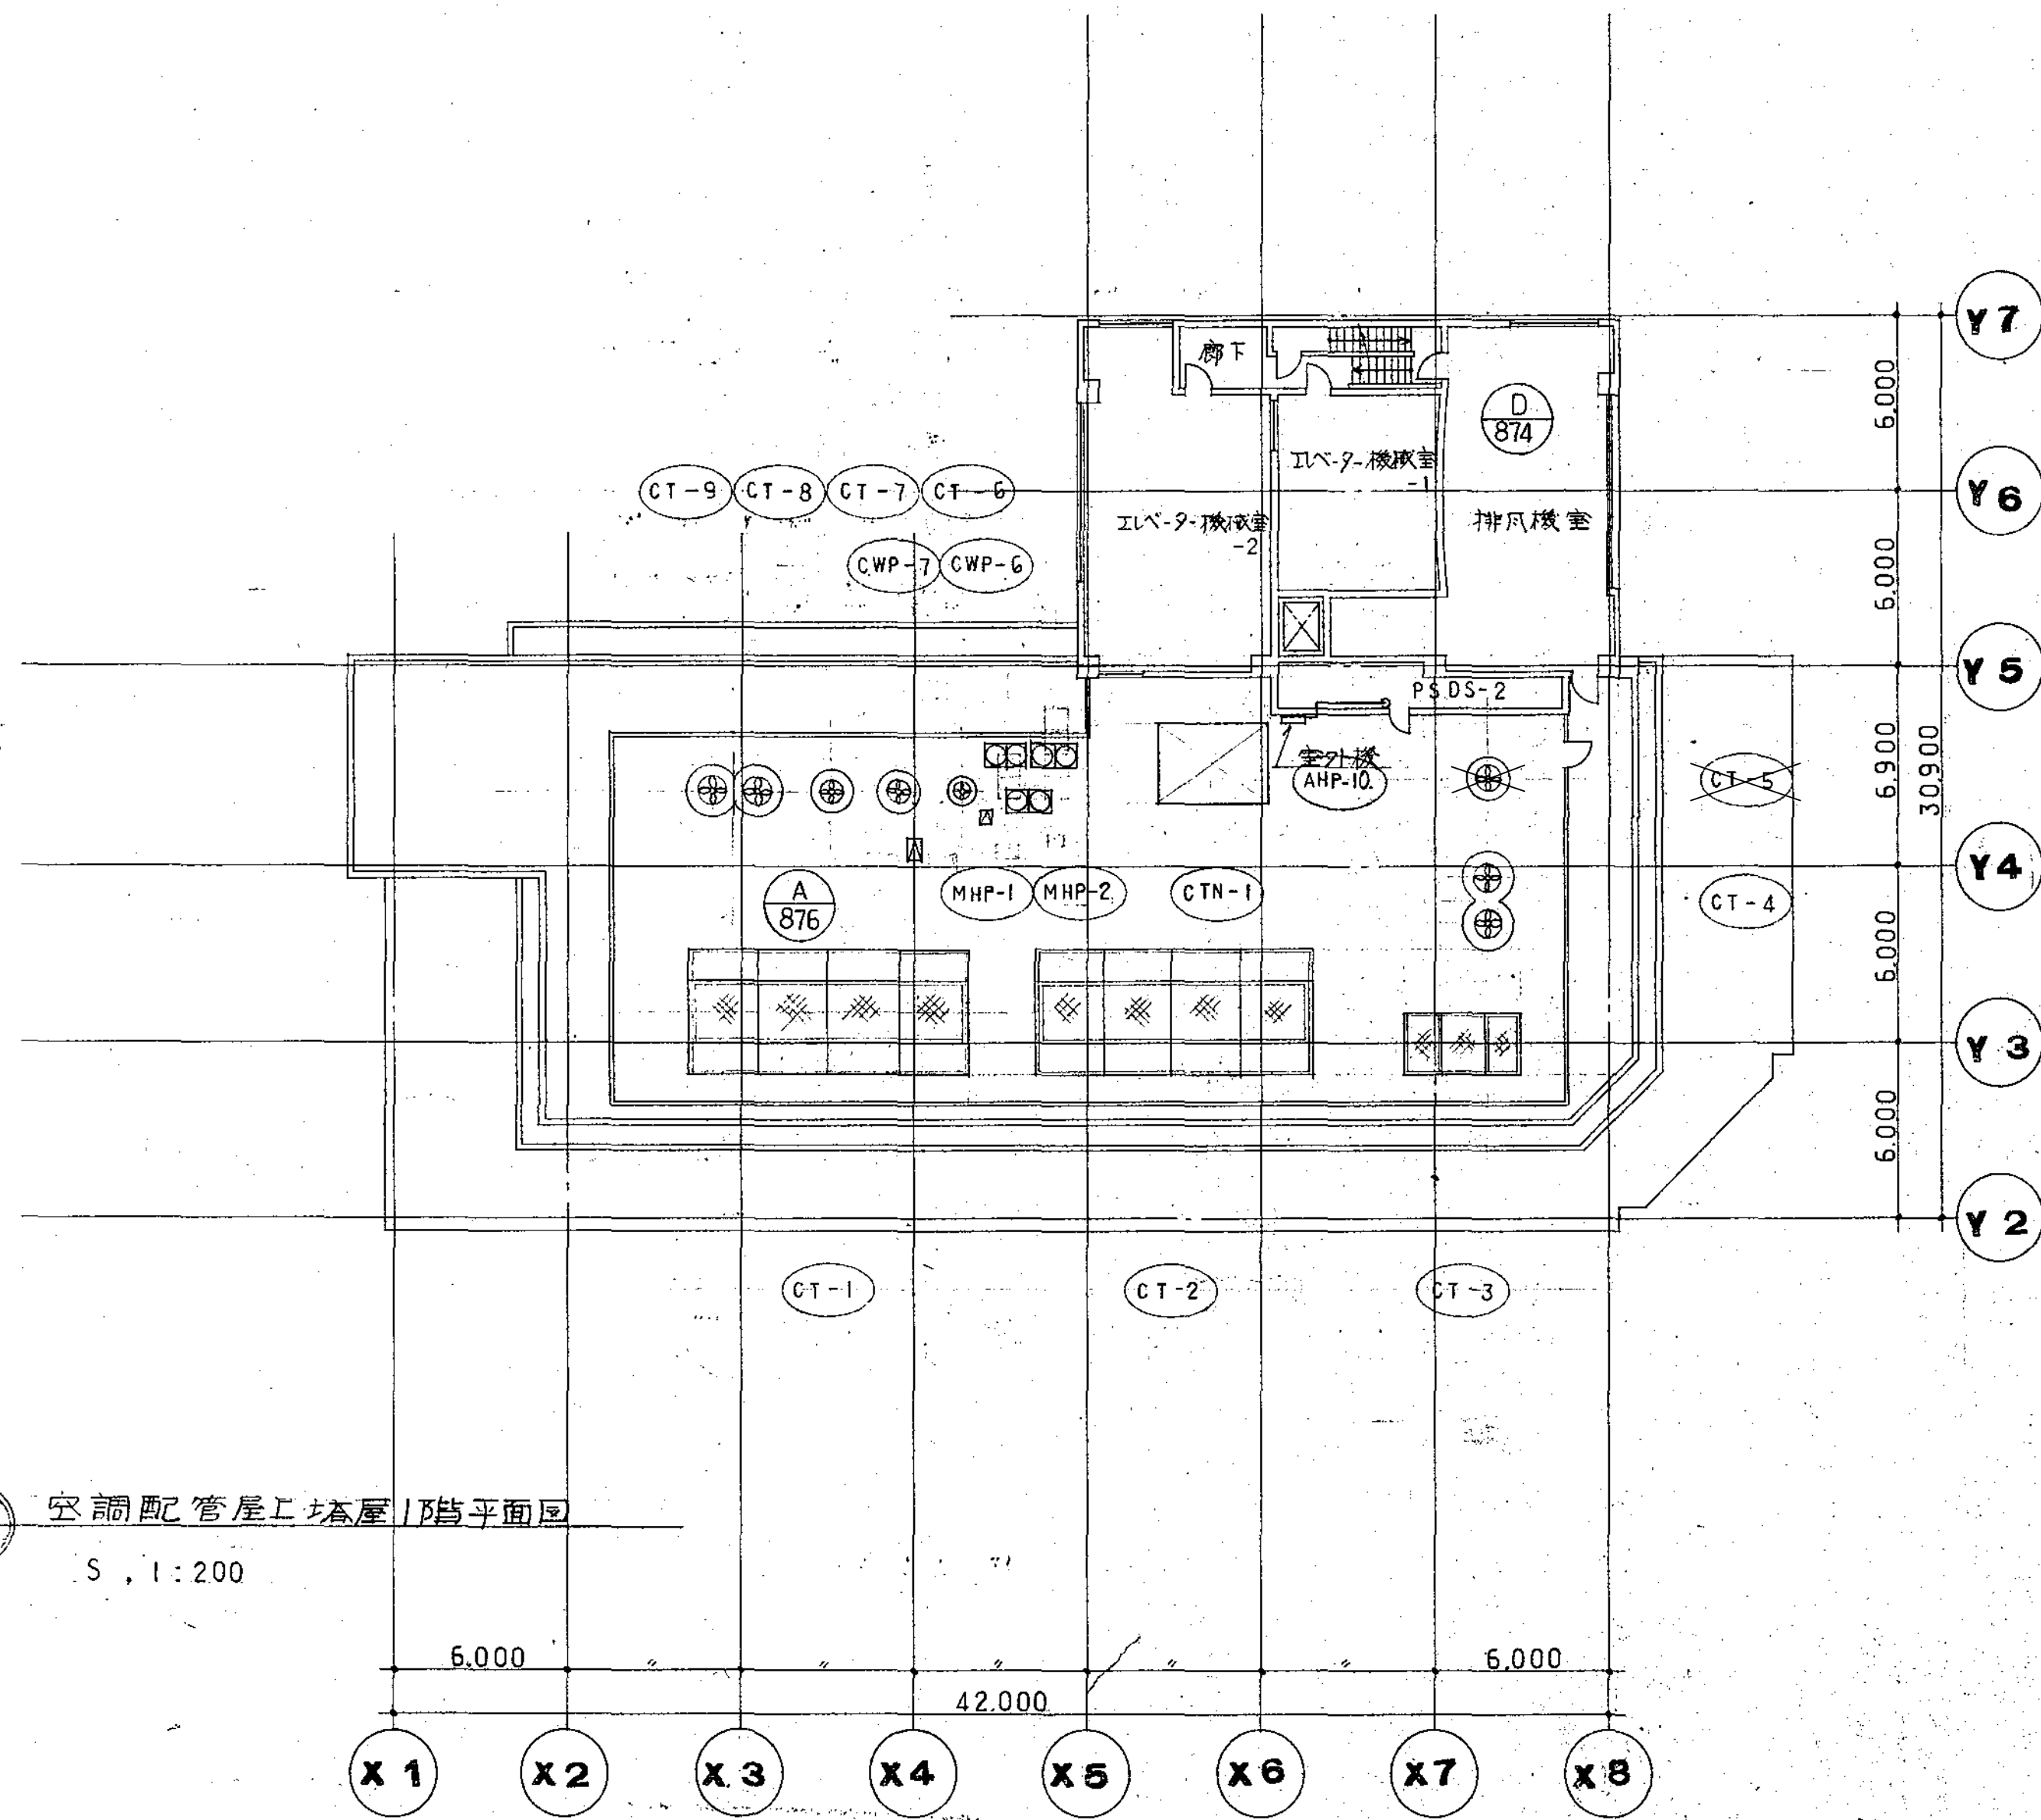 Y7
廊下
6.000
D
874
エレベーター機械室
-1
CT-9 CT-8 CT-7 CT-6
Y6
エレベーター機械室
-2
排風機室
CWP-7 CWP-6
6.000
Y5
PSDS-2
室外機
AHP-10
CT-5
6.900
30.900
Y4
A
876
MHP-1 MHP-2 CTN-1
CT-4
6.000
Y3
6.000
Y2
CT-1 CT-2 CT-3
空調配管屋上塔屋1階平面図
S, 1:200
6.000 〃 〃 〃 〃 〃 6.000
42.000
X1 X2 X3 X4 X5 X6 X7 X8